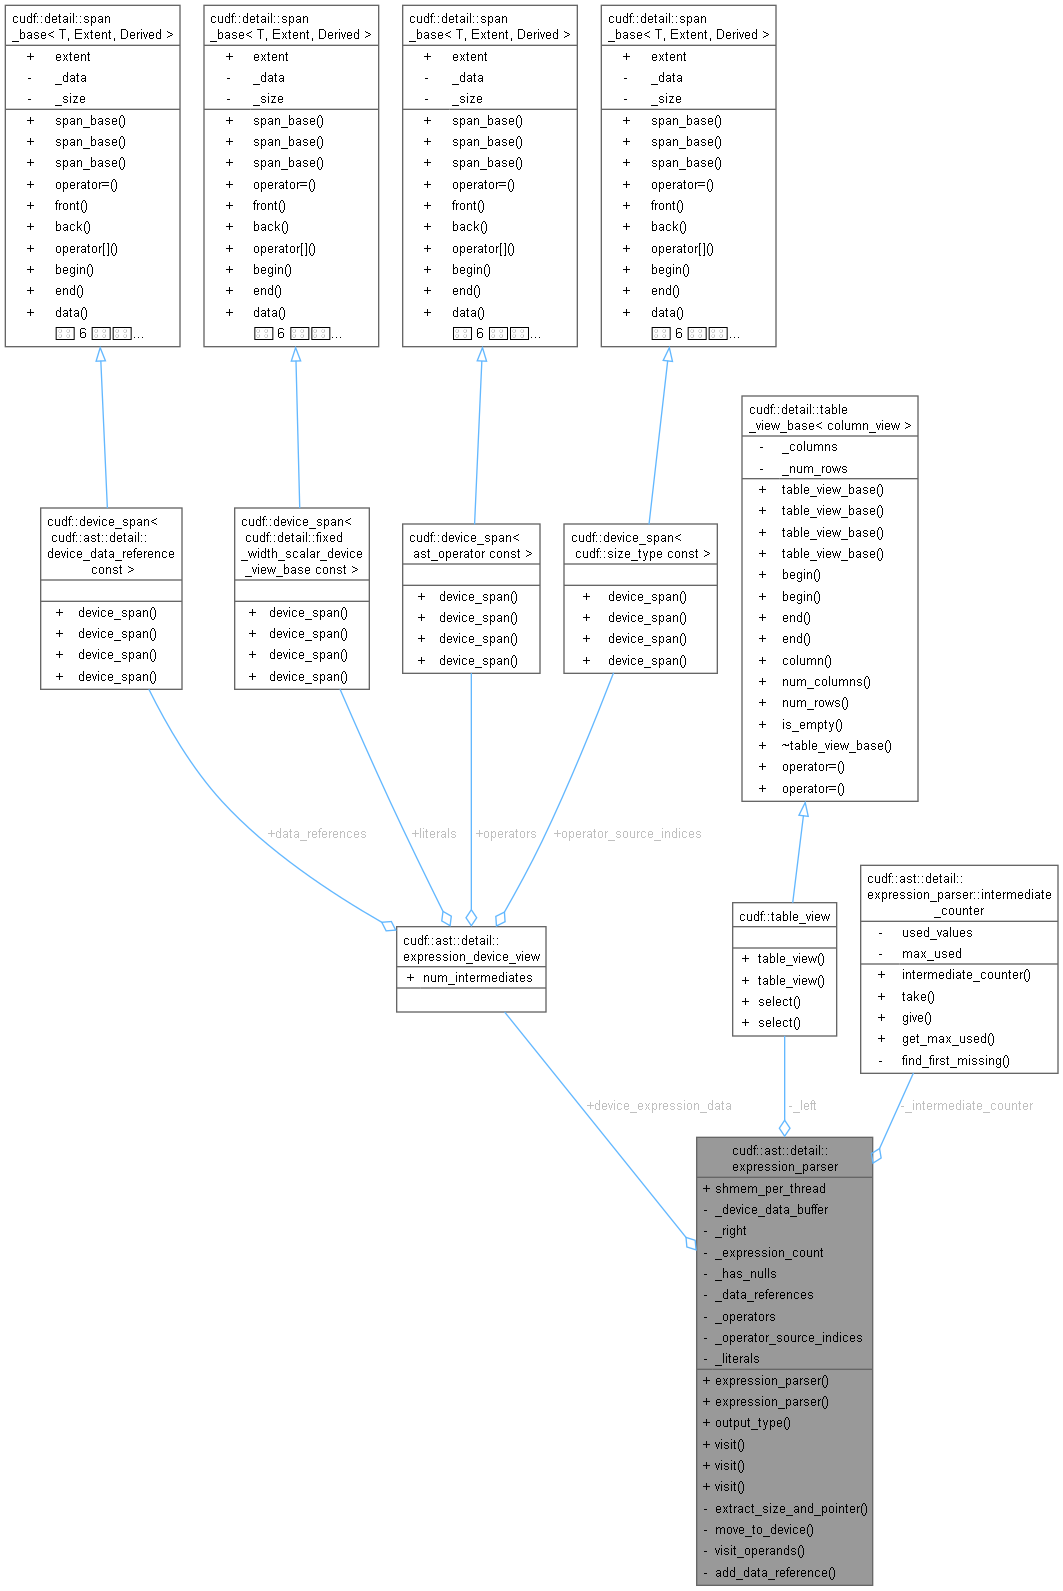 cudf::detail::span
_base< T, Extent, Derived >
+ extent
- _data
- _size
+ span_base()
+ span_base()
+ span_base()
+ operator=()
+ front()
+ back()
+ operator[]()
+ begin()
+ end()
+ data()
6 ...
cudf::detail::span
_base< T, Extent, Derived >
+ extent
- _data
- _size
+ span_base()
+ span_base()
+ span_base()
+ operator=()
+ front()
+ back()
+ operator[]()
+ begin()
+ end()
+ data()
6 ...
cudf::detail::span
_base< T, Extent, Derived >
+ extent
- _data
- _size
+ span_base()
+ span_base()
+ span_base()
+ operator=()
+ front()
+ back()
+ operator[]()
+ begin()
+ end()
+ data()
6 ...
cudf::detail::span
_base< T, Extent, Derived >
+ extent
- _data
- _size
+ span_base()
+ span_base()
+ span_base()
+ operator=()
+ front()
+ back()
+ operator[]()
+ begin()
+ end()
+ data()
6 ...
cudf::detail::table
_view_base< column_view >
- _columns
- _num_rows
+ table_view_base()
+ table_view_base()
+ table_view_base()
+ table_view_base()
+ begin()
+ begin()
+ end()
+ end()
+ column()
+ num_columns()
+ num_rows()
+ is_empty()
+ ~table_view_base()
+ operator=()
+ operator=()
cudf::device_span<
cudf::ast::detail::
device_data_reference
const >
+ device_span()
+ device_span()
+ device_span()
+ device_span()
cudf::device_span<
cudf::detail::fixed
_width_scalar_device
_view_base const >
+ device_span()
+ device_span()
+ device_span()
+ device_span()
cudf::device_span<
ast_operator const >
+ device_span()
+ device_span()
+ device_span()
+ device_span()
cudf::device_span<
cudf::size_type const >
+ device_span()
+ device_span()
+ device_span()
+ device_span()
+data_references
+literals
+operators
+operator_source_indices
cudf::ast::detail::
expression_device_view
+ num_intermediates
cudf::table_view
+ table_view()
+ table_view()
+ select()
+ select()
cudf::ast::detail::
expression_parser::intermediate
_counter
- used_values
- max_used
+ intermediate_counter()
+ take()
+ give()
+ get_max_used()
- find_first_missing()
+device_expression_data
-_left
-_intermediate_counter
cudf::ast::detail::
expression_parser
+ shmem_per_thread
- _device_data_buffer
- _right
- _expression_count
- _has_nulls
- _data_references
- _operators
- _operator_source_indices
- _literals
+ expression_parser()
+ expression_parser()
+ output_type()
+ visit()
+ visit()
+ visit()
- extract_size_and_pointer()
- move_to_device()
- visit_operands()
- add_data_reference()